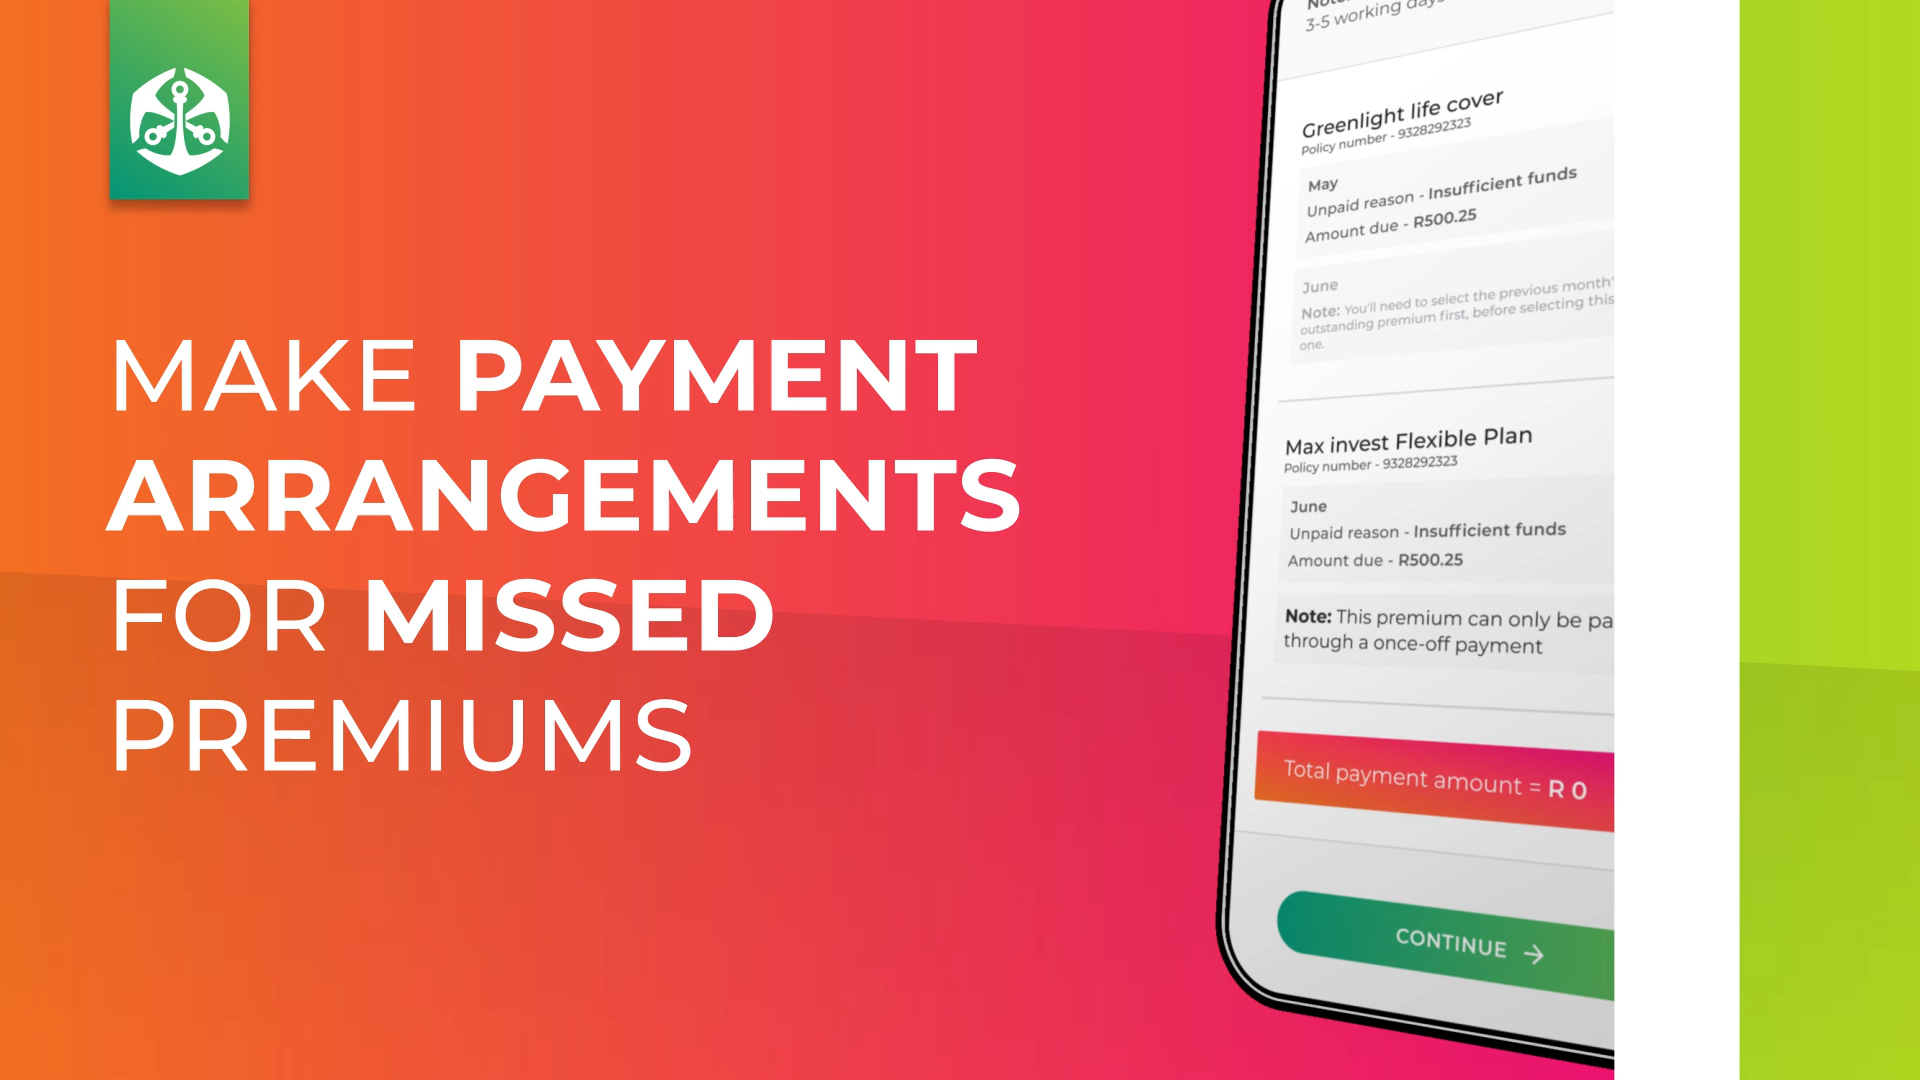 MAKE PAYMENT
ARRANGEMENTS
FOR MISSED
PREMIUMS
3-5 working days
Greenlight life cover
Policy number - 9328292323
May
Unpaid reason - Insufficient funds
Amount due - R500.25
June
Note: You'll need to select the previous month'
outstanding premium first, before selecting this
one.
Max invest Flexible Plan
Policy number - 9328292323
June
Unpaid reason - Insufficient funds
Amount due - R500.25
Note: This premium can only be pa
through a once-off payment
Total payment amount = R 0
CONTINUE →